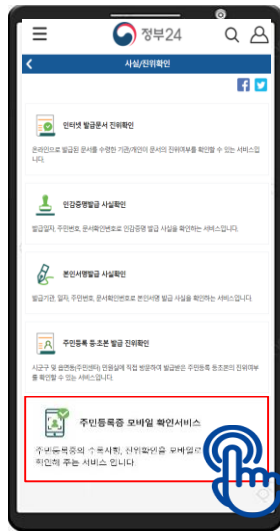 정부24
사실/진위확인
인터넷 발급문서 진위확인
온라인으로 발급된 문서를 수령한 기관/개인이 문서의 진위여부를 확인할 수 있는 서비스입
니다.
인감증명발급 사실확인
발급일자, 주민번호, 문서확인번호로 인감증명 발급 사실을 확인하는 서비스입니다.
본인서명발급 사실확인
발급기관, 일자, 주민번호, 문서확인번호로 본인서명 발급 사실을 확인하는 서비스입니다.
주민등록 등·초본 발급 진위확인
시군구 및 읍면동(주민센터) 민원실에 직접 방문하여 발급받은 주민등록 등초본의 진위여부
를 확인할 수 있는 서비스입니다.
주민등록증 모바일 확인서비스
주민등록증의 수록사항, 진위확인을 모바일로
확인해 주는 서비스 입니다.